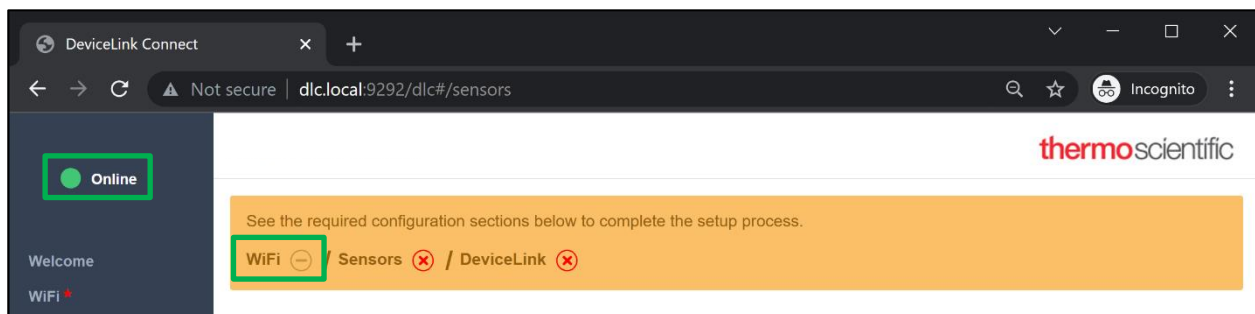 DeviceLink Connect
Not secure | dlc.local:9292/dlc#/sensors
Incognito
thermoscientific
Online
See the required configuration sections below to complete the setup process.
WiFi / Sensors / DeviceLink
Welcome
WiFi *